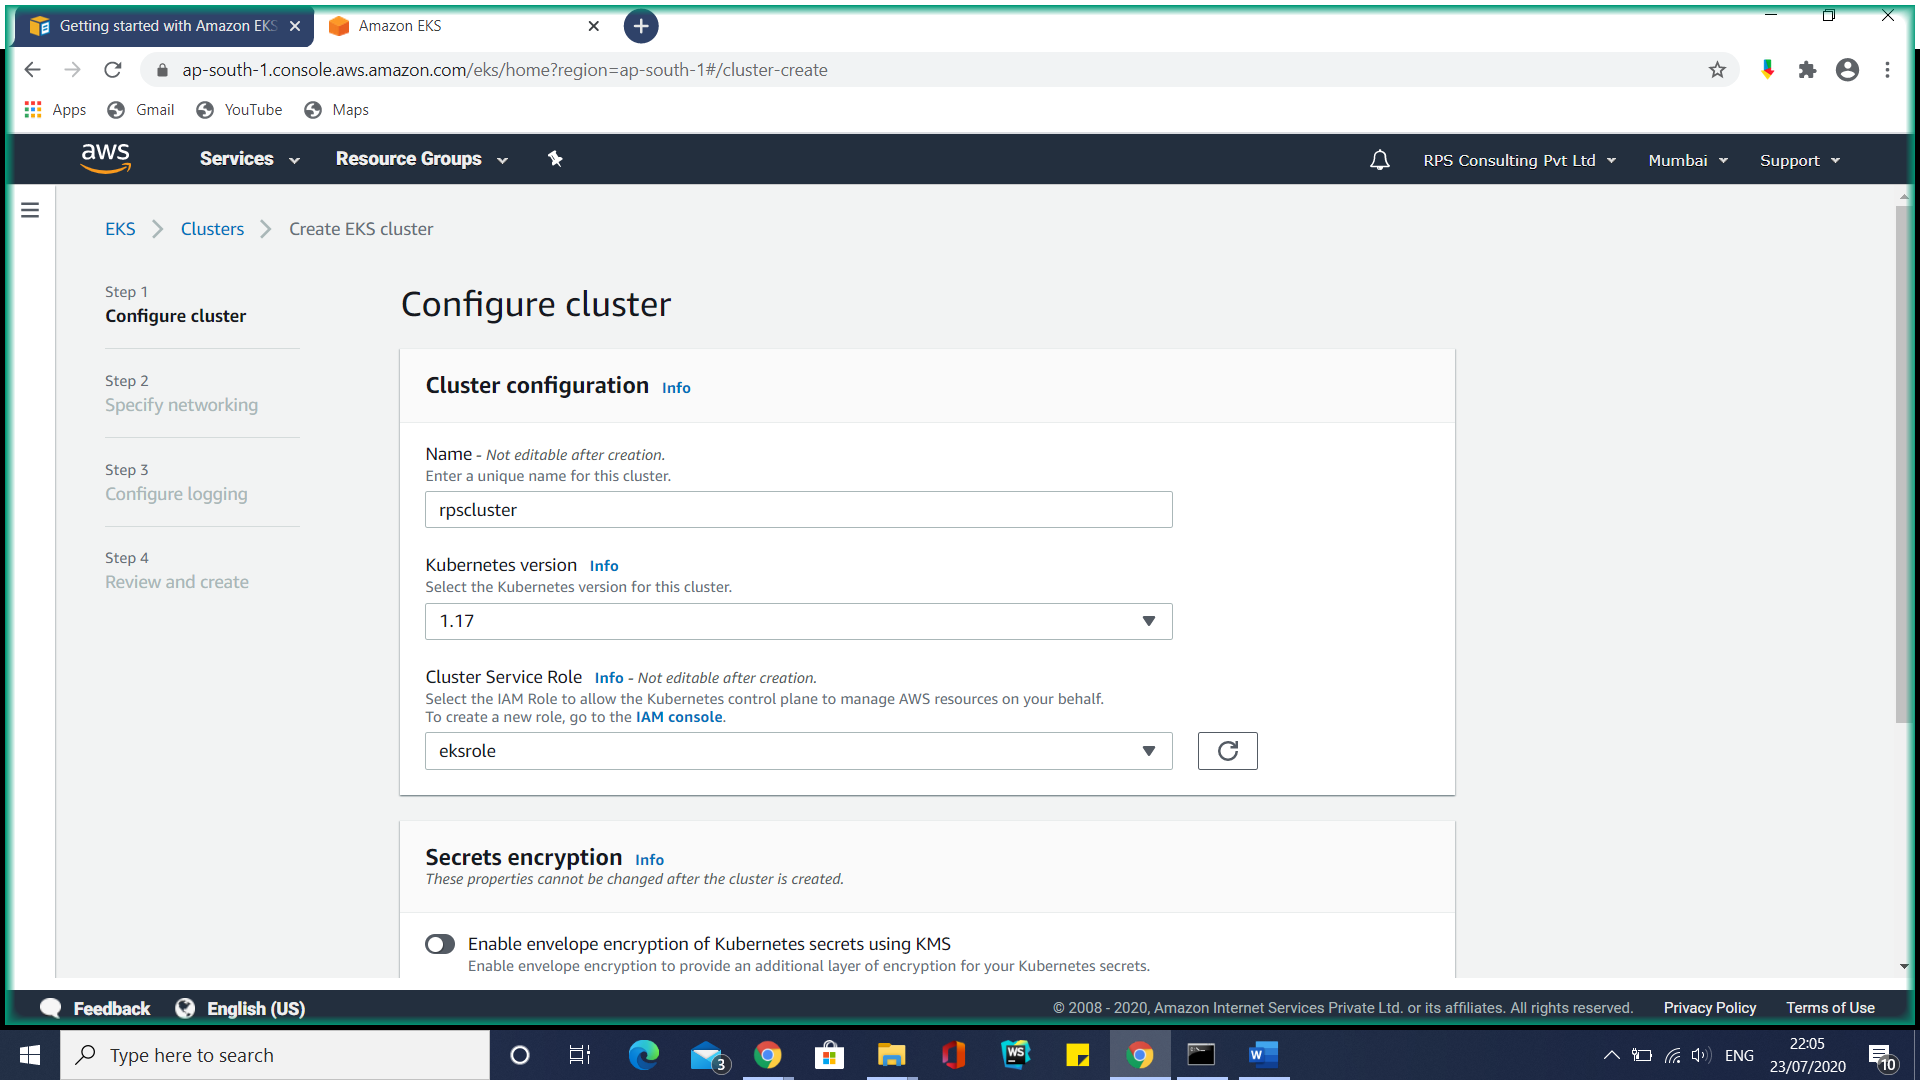 Getting started with Amazon EKS
Amazon EKS
ap-south-1.console.aws.amazon.com/eks/home?region=ap-south-1#/cluster-create
Apps Gmail YouTube Maps
aws Services Resource Groups RPS Consulting Pvt Ltd Mumbai Support
EKS Clusters Create EKS cluster
Step 1
Configure cluster
Step 2
Specify networking
Step 3
Configure logging
Step 4
Review and create
Configure cluster
Cluster configuration Info
Name - Not editable after creation.
Enter a unique name for this cluster.
rpscluster
Kubernetes version Info
Select the Kubernetes version for this cluster.
1.17
Cluster Service Role Info - Not editable after creation.
Select the IAM Role to allow the Kubernetes control plane to manage AWS resources on your behalf.
To create a new role, go to the IAM console.
eksrole
Secrets encryption Info
These properties cannot be changed after the cluster is created.
Enable envelope encryption of Kubernetes secrets using KMS
Enable envelope encryption to provide an additional layer of encryption for your Kubernetes secrets.
Feedback English (US) © 2008 - 2020, Amazon Internet Services Private Ltd. or its affiliates. All rights reserved. Privacy Policy Terms of Use
Type here to search
3
WS
W
ENG
22:05
23/07/2020
10